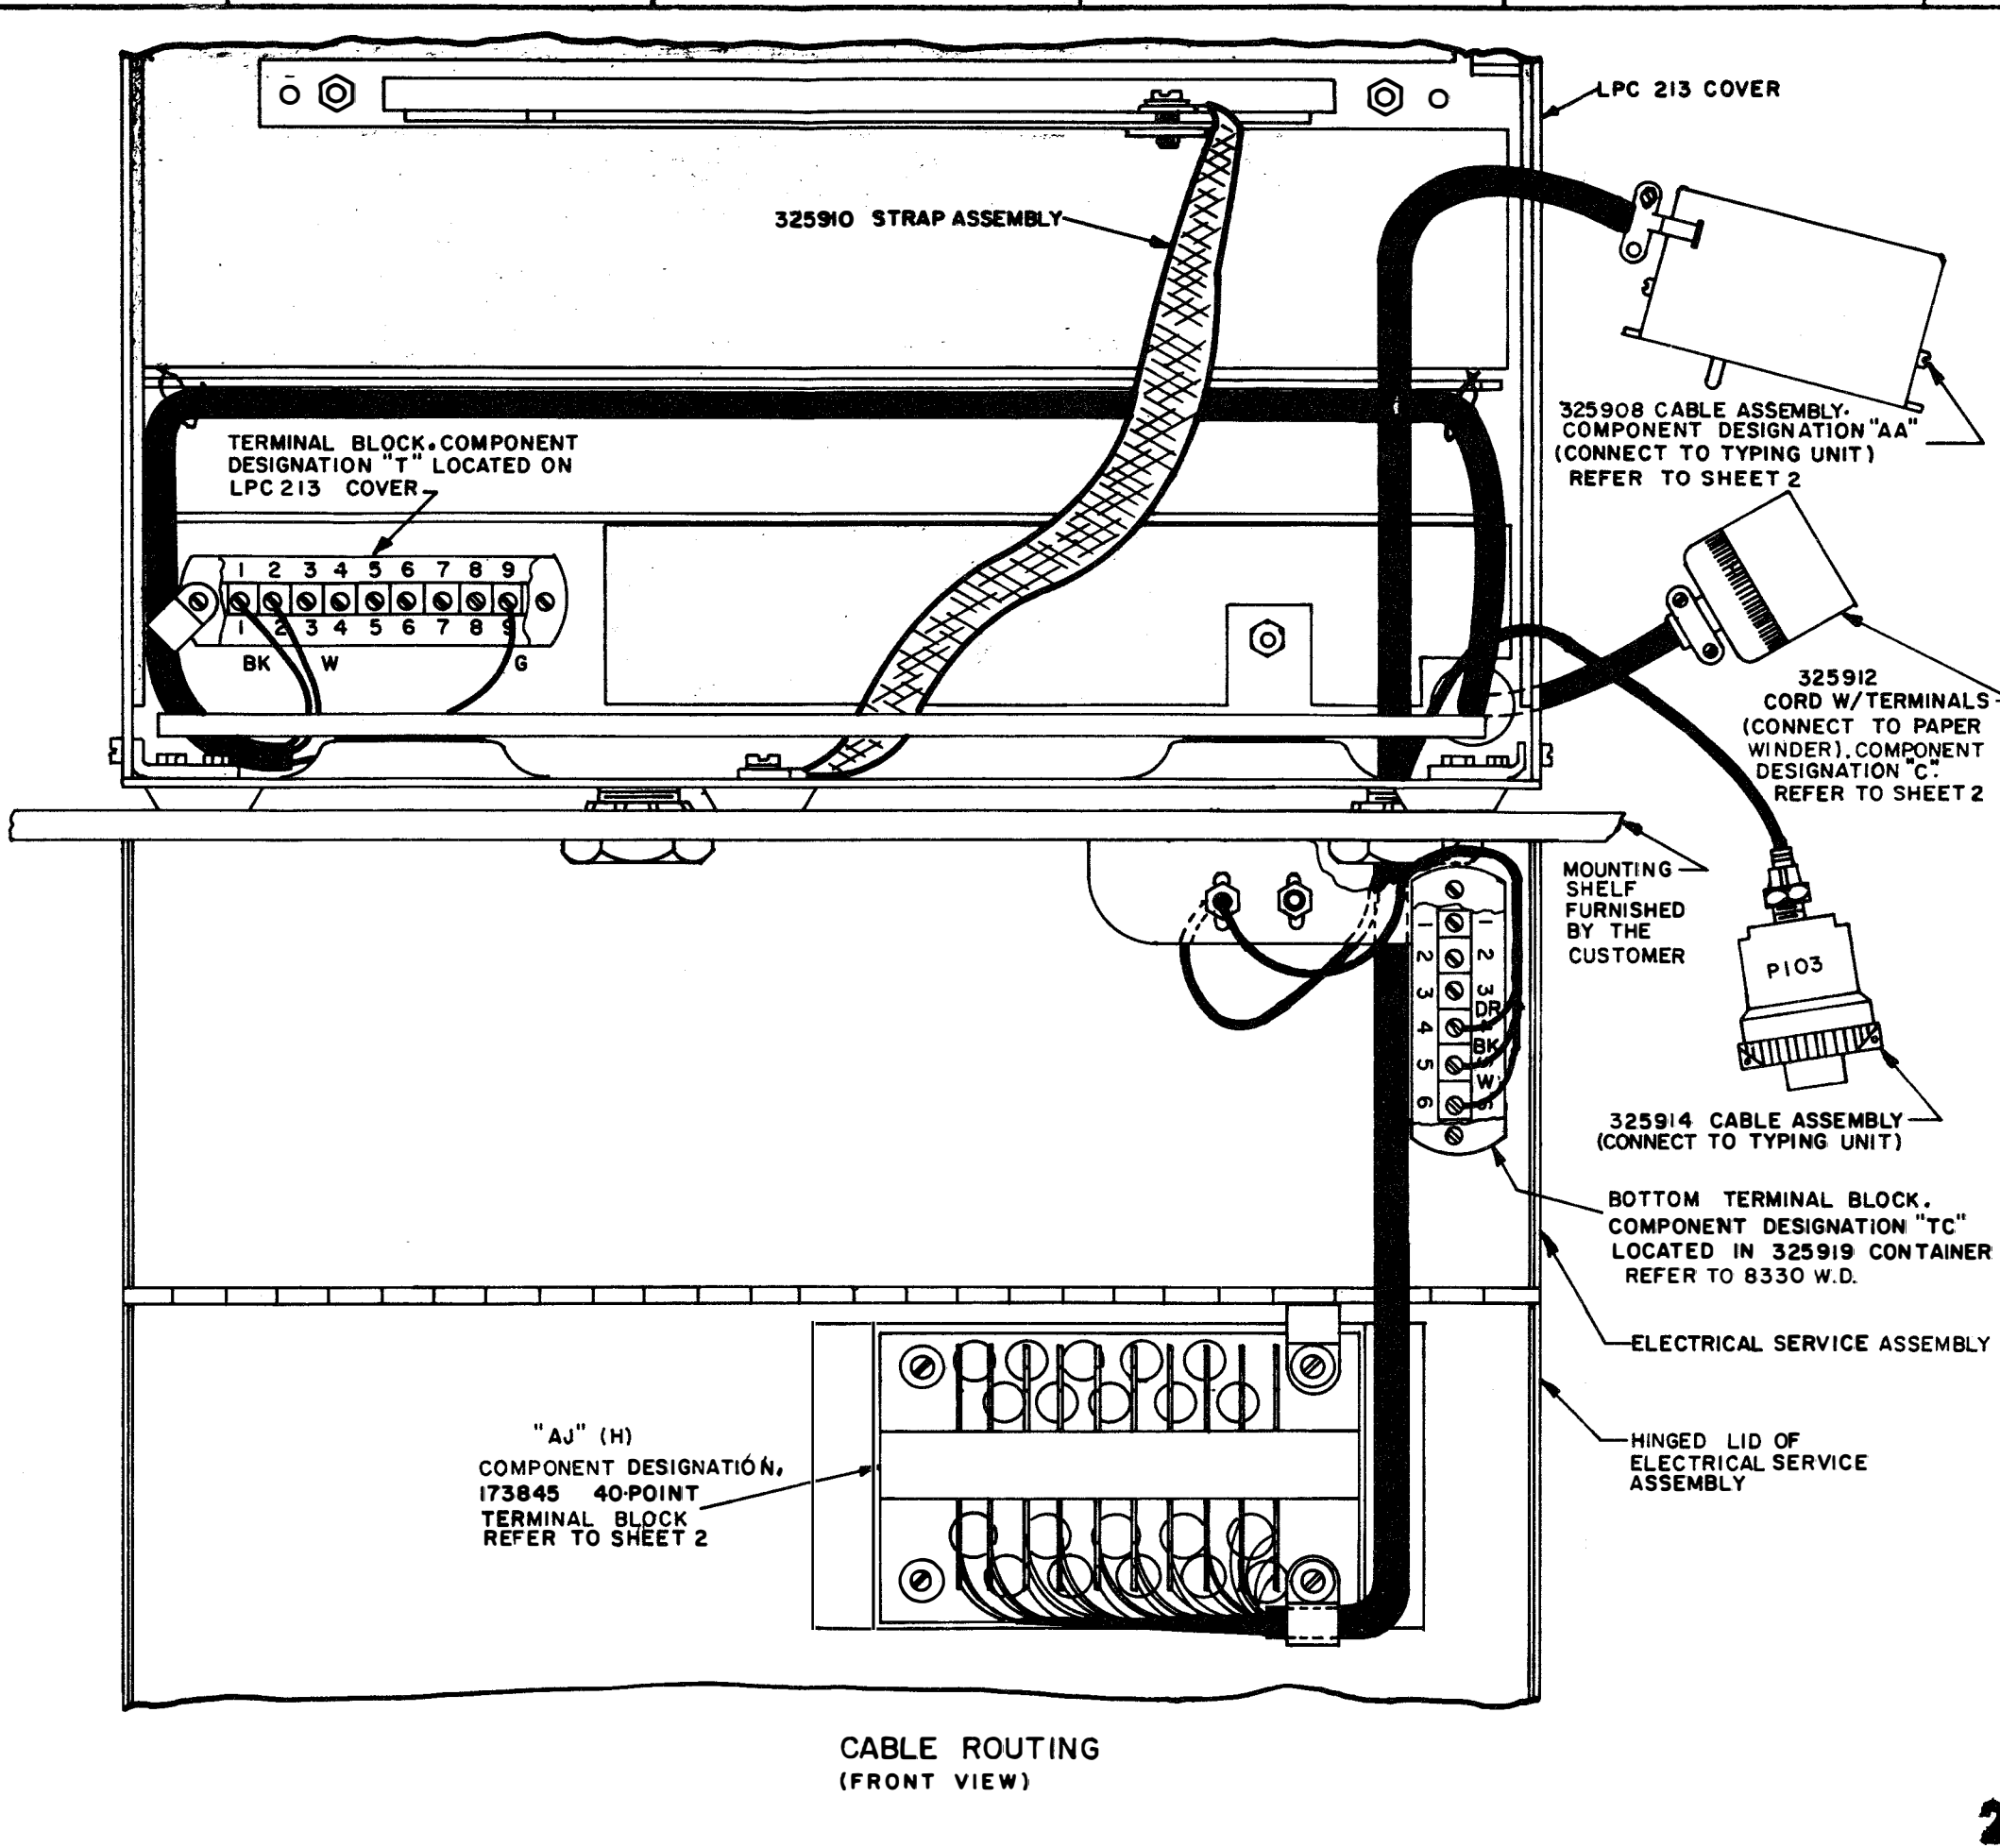 LPC 213 COVER
325910 STRAP ASSEMBLY
325908 CABLE ASSEMBLY.
COMPONENT DESIGNATION "AA"
(CONNECT TO TYPING UNIT)
REFER TO SHEET 2
TERMINAL BLOCK. COMPONENT
DESIGNATION "T" LOCATED ON
LPC 213 COVER
1 2 3 4 5 6 7 8 9
1 2 3 4 5 6 7 8 9
BK W G
325912
CORD W/TERMINALS
(CONNECT TO PAPER
WINDER). COMPONENT
DESIGNATION "C".
REFER TO SHEET 2
MOUNTING
SHELF
FURNISHED
BY THE
CUSTOMER
1 1
2 2
3 3
DR
4 4
BK
5 5
W
6 6
P103
325914 CABLE ASSEMBLY
(CONNECT TO TYPING UNIT)
BOTTOM TERMINAL BLOCK.
COMPONENT DESIGNATION "TC"
LOCATED IN 325919 CONTAINER
REFER TO 8330 W.D.
ELECTRICAL SERVICE ASSEMBLY
HINGED LID OF
ELECTRICAL SERVICE
ASSEMBLY
"AJ" (H)
COMPONENT DESIGNATION,
173845 40-POINT
TERMINAL BLOCK
REFER TO SHEET 2
CABLE ROUTING
(FRONT VIEW)